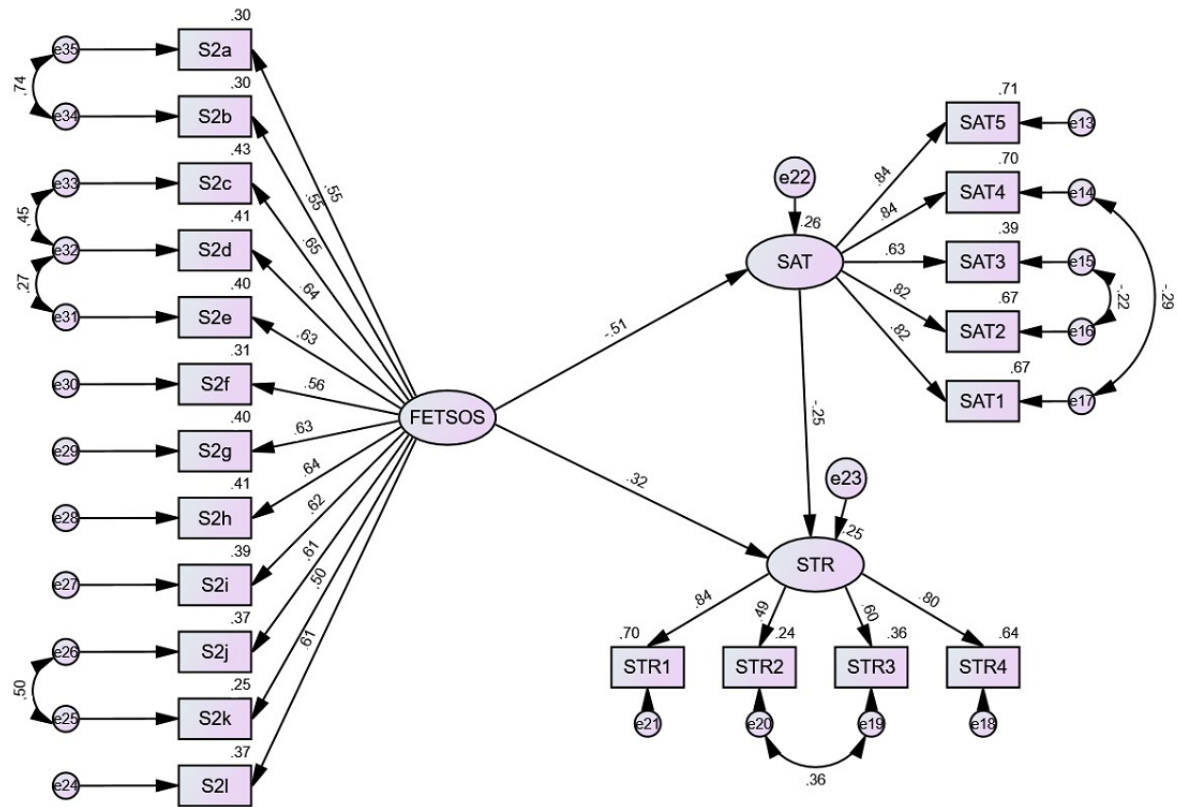 .30
e35
S2a
.74
.30
e34
S2b
.55
.55
.43
e33
S2c
.65
.45
.41
e32
S2d
.64
.27
.40
e31
S2e
.63
.31
e30
S2f
.56
.40
e29
S2g
.63
.41
e28
S2h
.64
.39
e27
S2i
.62
.37
e26
S2j
.61
.50
.25
e25
S2k
.50
.37
e24
S2l
.61
FETSOS
-.51
.32
e22
.26
SAT
-.25
.84
.71
SAT5
e13
.84
.70
SAT4
e14
.63
.39
SAT3
e15
.82
.67
SAT2
e16
.82
.67
SAT1
e17
-.22
-.29
e23
.25
STR
.84
.49
.60
.80
.70
.24
.36
.64
STR1
STR2
STR3
STR4
e21
e20
e19
e18
.36